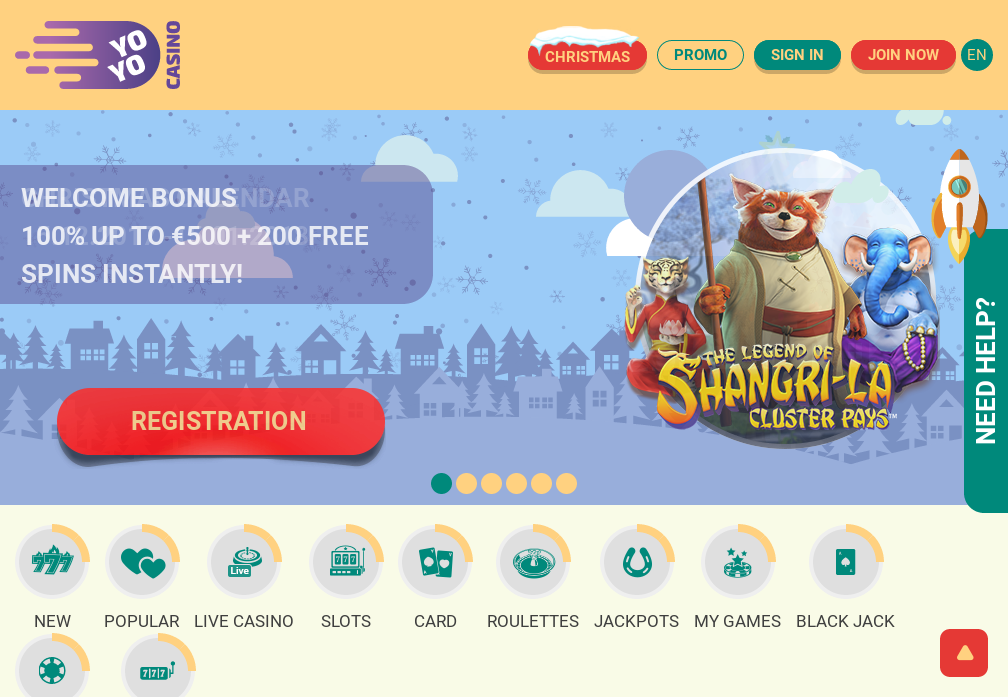 YO
YO
CASINO
CHRISTMAS
PROMO
SIGN IN
JOIN NOW
EN
WELCOME BONUS
100% UP TO €500 + 200 FREE
SPINS INSTANTLY!
REGISTRATION
THE LEGEND OF
SHANGRI-LA
CLUSTER PAYS™
NEED HELP?
777
Live
777
NEW
POPULAR
LIVE CASINO
SLOTS
CARD
ROULETTES
JACKPOTS
MY GAMES
BLACK JACK
777